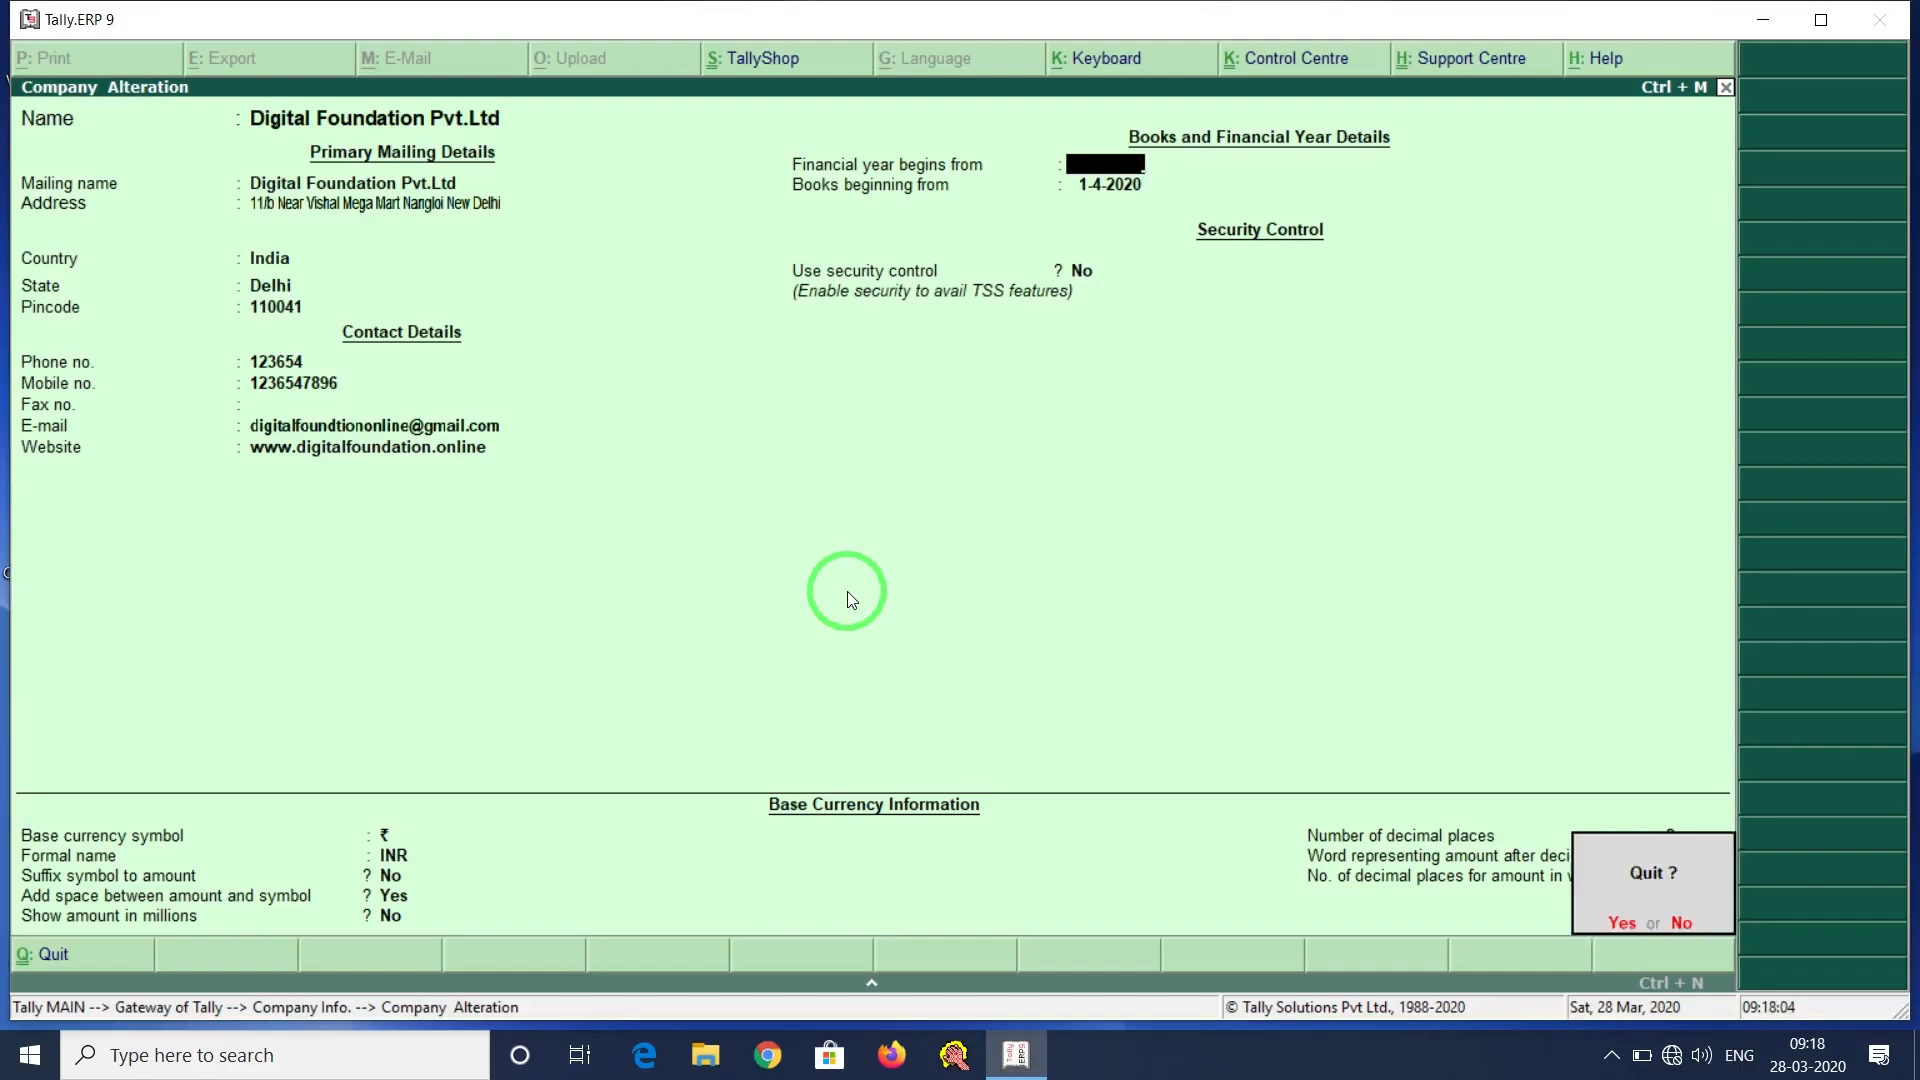 Tally.ERP 9
P: Print
E: Export
M: E-Mail
O: Upload
S: TallyShop
G: Language
K: Keyboard
K: Control Centre
H: Support Centre
H: Help
Company Alteration
Ctrl + M
Name : Digital Foundation Pvt.Ltd
Primary Mailing Details
Mailing name : Digital Foundation Pvt.Ltd
Address : 11/b Near Vishal Mega Mart Nangloi New Delhi
Country : India
State : Delhi
Pincode : 110041
Contact Details
Phone no. : 123654
Mobile no. : 1236547896
Fax no. :
E-mail : digitalfoundtiononline@gmail.com
Website : www.digitalfoundation.online
Books and Financial Year Details
Financial year begins from :
Books beginning from : 1-4-2020
Security Control
Use security control ? No
(Enable security to avail TSS features)
Base Currency Information
Base currency symbol : ₹
Formal name : INR
Suffix symbol to amount ? No
Add space between amount and symbol ? Yes
Show amount in millions ? No
Number of decimal places
Word representing amount after deci
No. of decimal places for amount in
Quit ?
Yes or No
Q: Quit
Ctrl + N
Tally MAIN --> Gateway of Tally --> Company Info. --> Company Alteration
© Tally Solutions Pvt Ltd., 1988-2020
Sat, 28 Mar, 2020
09:18:04
Type here to search
Tally ERP9
ENG
09:18
28-03-2020